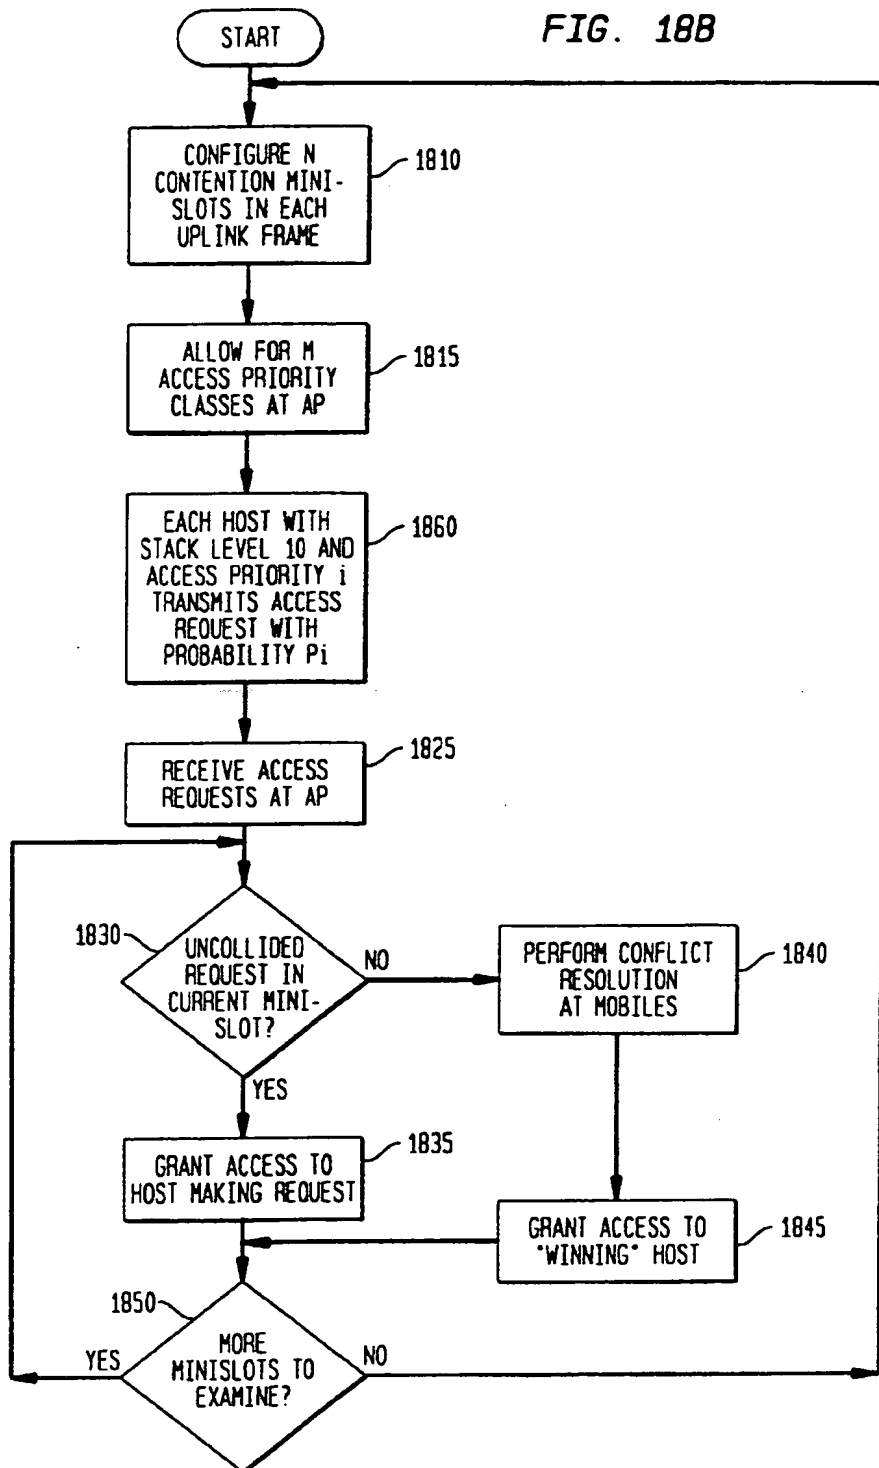 FIG. 18B
START
CONFIGURE N
CONTENTION MINI-
SLOTS IN EACH
UPLINK FRAME
1810
ALLOW FOR M
ACCESS PRIORITY
CLASSES AT AP
1815
EACH HOST WITH
STACK LEVEL 10 AND
ACCESS PRIORITY i
TRANSMITS ACCESS
REQUEST WITH
PROBABILITY Pi
1860
RECEIVE ACCESS
REQUESTS AT AP
1825
1830
UNCOLLIDED
REQUEST IN
CURRENT MINI-
SLOT?
NO
YES
PERFORM CONFLICT
RESOLUTION
AT MOBILES
1840
GRANT ACCESS TO
HOST MAKING REQUEST
1835
GRANT ACCESS TO
"WINNING" HOST
1845
1850
MORE
MINISLOTS TO
EXAMINE?
YES
NO